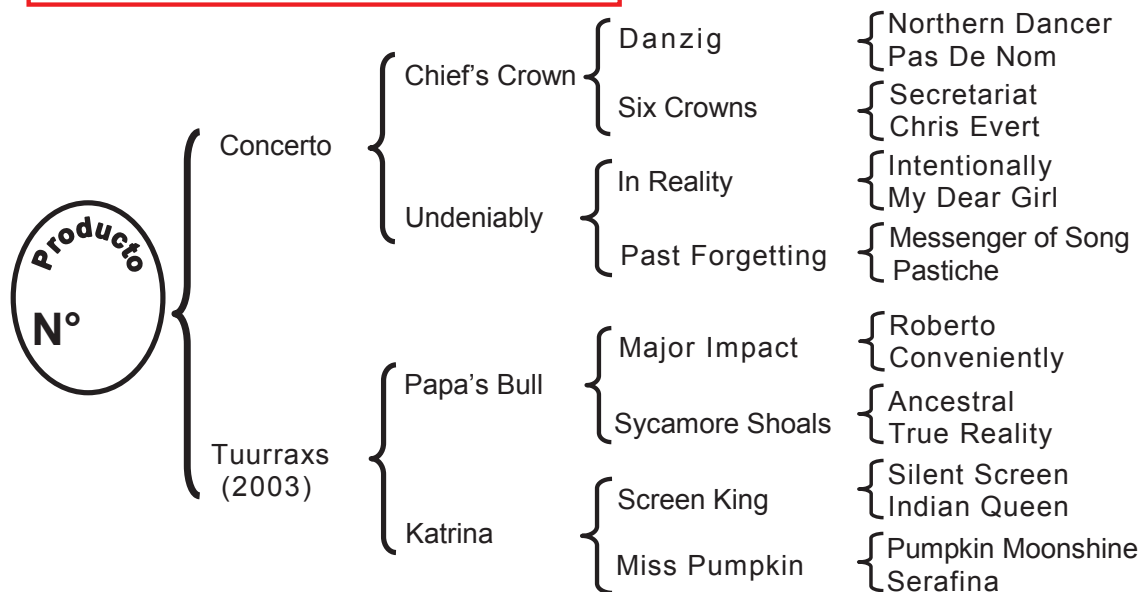 Producto
N°
Concerto
Tuurraxs
(2003)
Chief's Crown
Undeniably
Papa's Bull
Katrina
Danzig
Six Crowns
In Reality
Past Forgetting
Major Impact
Sycamore Shoals
Screen King
Miss Pumpkin
Northern Dancer
Pas De Nom
Secretariat
Chris Evert
Intentionally
My Dear Girl
Messenger of Song
Pastiche
Roberto
Conveniently
Ancestral
True Reality
Silent Screen
Indian Queen
Pumpkin Moonshine
Serafina